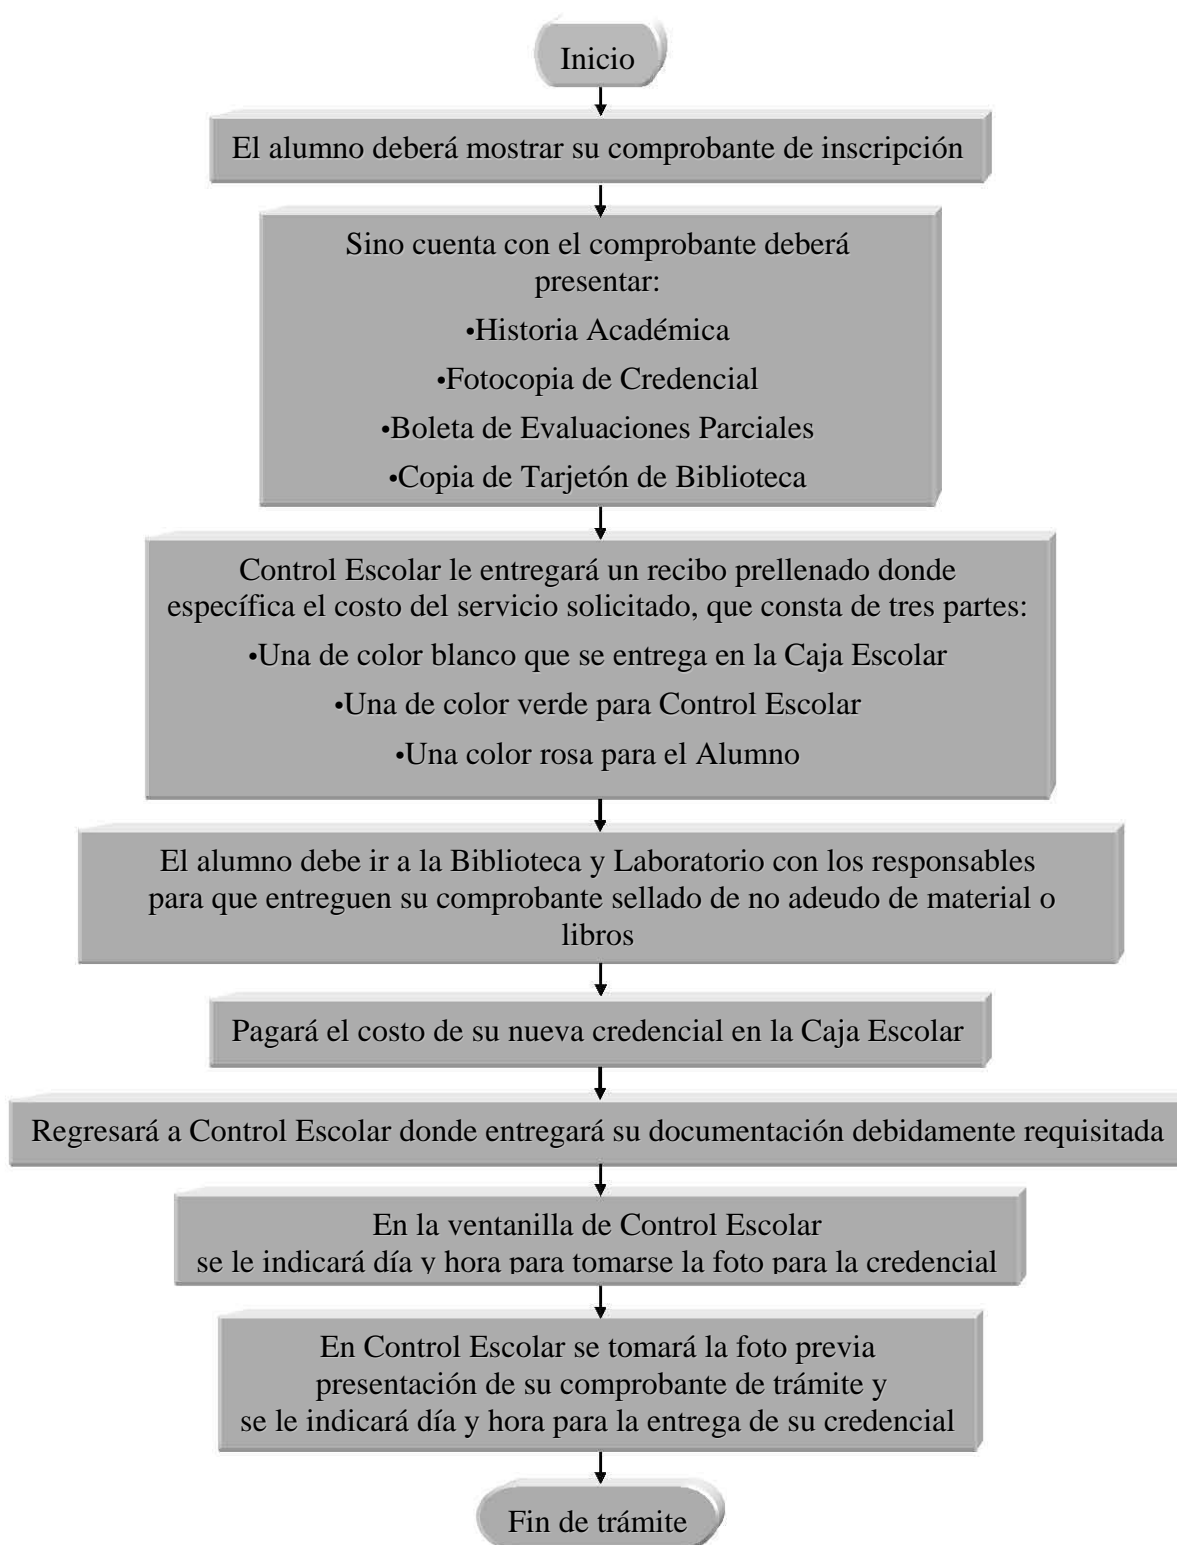 Inicio
El alumno deberá mostrar su comprobante de inscripción
Sino cuenta con el comprobante deberá
presentar:
•Historia Académica
•Fotocopia de Credencial
•Boleta de Evaluaciones Parciales
•Copia de Tarjetón de Biblioteca
Control Escolar le entregará un recibo prellenado donde
específica el costo del servicio solicitado, que consta de tres partes:
•Una de color blanco que se entrega en la Caja Escolar
•Una de color verde para Control Escolar
•Una color rosa para el Alumno
El alumno debe ir a la Biblioteca y Laboratorio con los responsables
para que entreguen su comprobante sellado de no adeudo de material o
libros
Pagará el costo de su nueva credencial en la Caja Escolar
Regresará a Control Escolar donde entregará su documentación debidamente requisitada
En la ventanilla de Control Escolar
se le indicará día y hora para tomarse la foto para la credencial
En Control Escolar se tomará la foto previa
presentación de su comprobante de trámite y
se le indicará día y hora para la entrega de su credencial
Fin de trámite